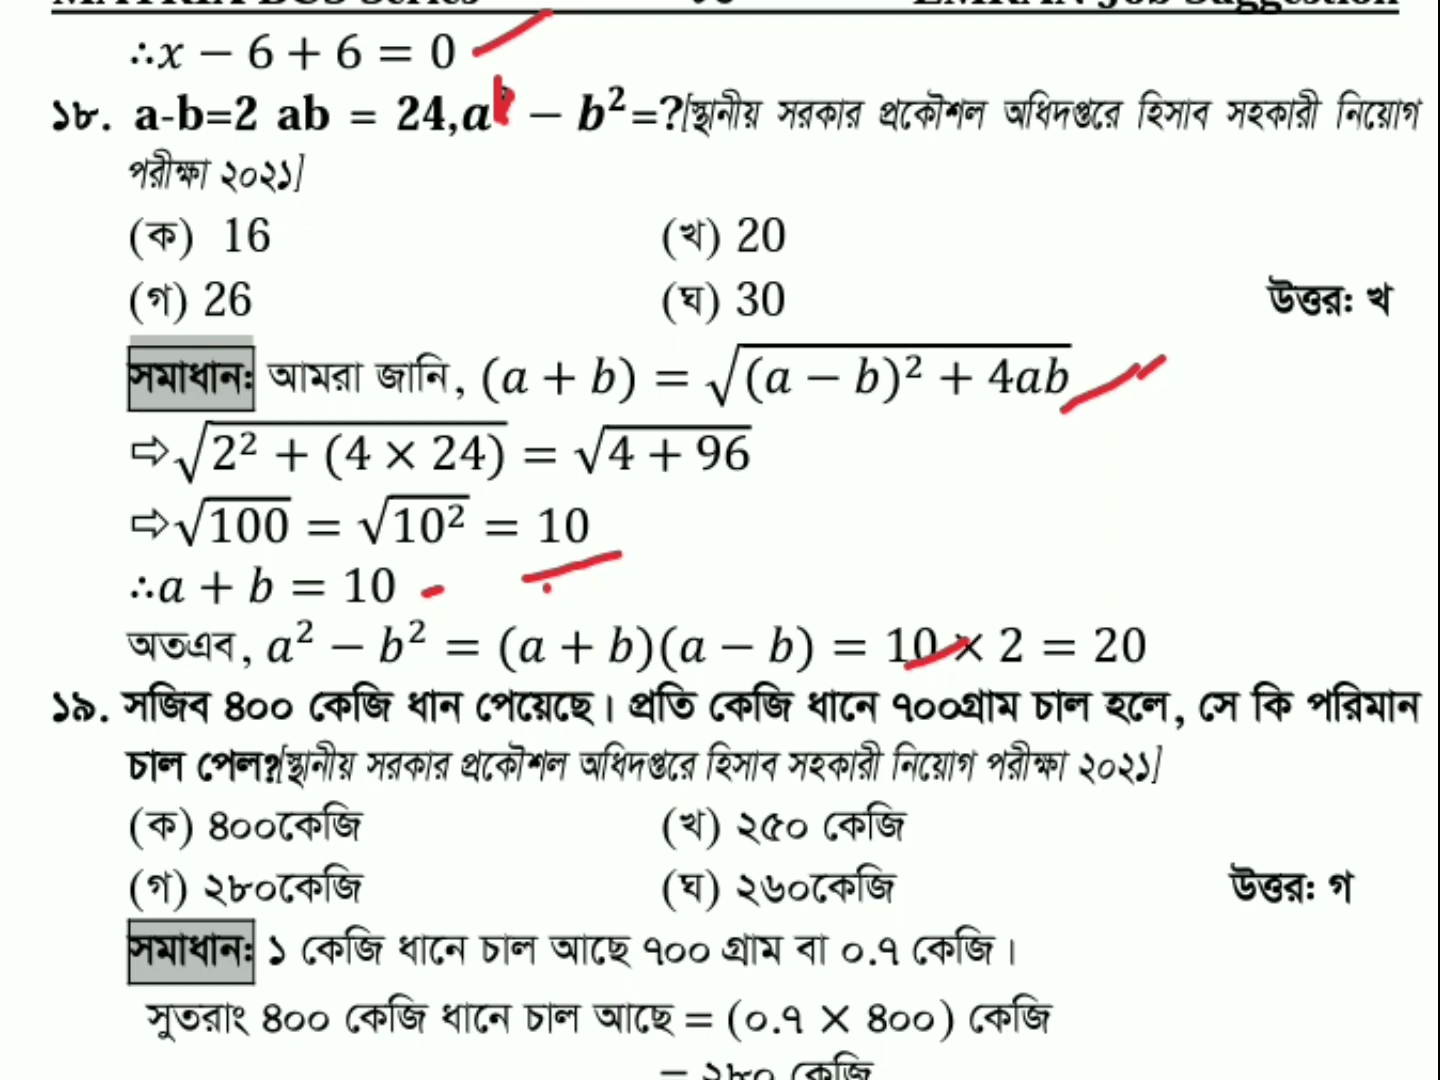 ∴x − 6 + 6 = 0
১৮. a-b=2 ab = 24,a² − b²=?[স্থানীয় সরকার প্রকৌশল অধিদপ্তরে হিসাব সহকারী নিয়োগ
পরীক্ষা ২০২১]
(ক) 16 (খ) 20
(গ) 26 (ঘ) 30 উত্তর: খ
সমাধান: আমরা জানি, (a + b) = √(a − b)² + 4ab
⇨√2² + (4 × 24) = √4 + 96
⇨√100 = √10² = 10
∴a + b = 10
অতএব, a² − b² = (a + b)(a − b) = 10 × 2 = 20
১৯. সজিব ৪০০ কেজি ধান পেয়েছে। প্রতি কেজি ধানে ৭০০গ্রাম চাল হলে, সে কি পরিমান
চাল পেল?[স্থানীয় সরকার প্রকৌশল অধিদপ্তরে হিসাব সহকারী নিয়োগ পরীক্ষা ২০২১]
(ক) ৪০০কেজি (খ) ২৫০ কেজি
(গ) ২৮০কেজি (ঘ) ২৬০কেজি উত্তর: গ
সমাধান: ১ কেজি ধানে চাল আছে ৭০০ গ্রাম বা ০.৭ কেজি।
সুতরাং ৪০০ কেজি ধানে চাল আছে = (০.৭ × ৪০০) কেজি
= ২৮০ কেজি